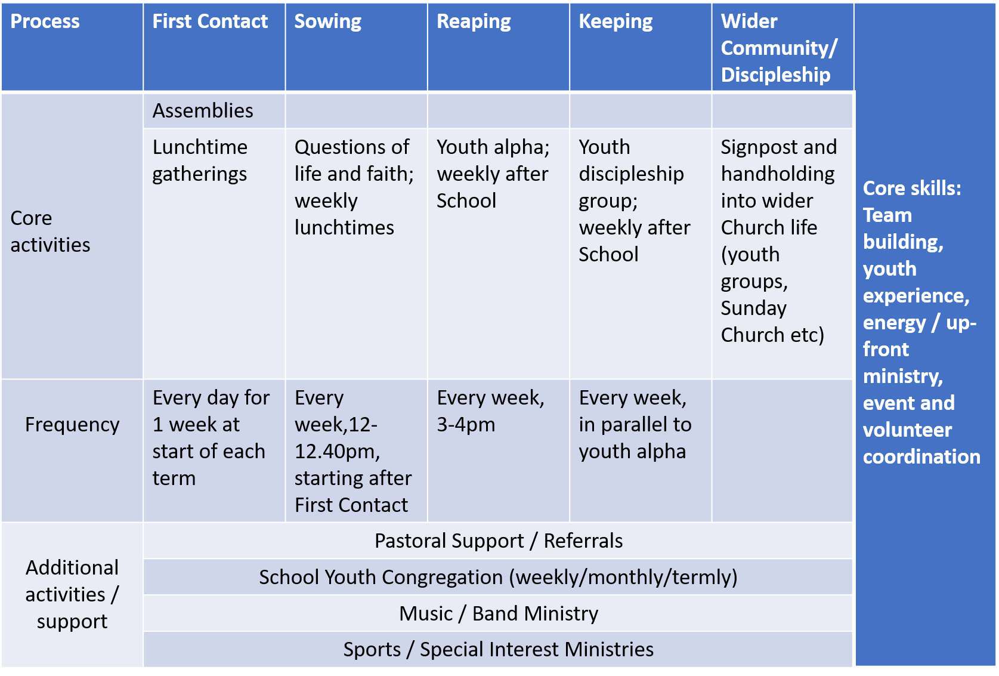 Process
First Contact
Sowing
Reaping
Keeping
Wider
Community/
Discipleship
Core
activities
Assemblies
Lunchtime
gatherings
Questions of
life and faith;
weekly
lunchtimes
Youth alpha;
weekly after
School
Youth
discipleship
group;
weekly after
School
Signpost and
handholding
into wider
Church life
(youth
groups,
Sunday
Church etc)
Frequency
Every day for
1 week at
start of each
term
Every
week,12-
12.40pm,
starting after
First Contact
Every week,
3-4pm
Every week,
in parallel to
youth alpha
Additional
activities /
support
Pastoral Support / Referrals
School Youth Congregation (weekly/monthly/termly)
Music / Band Ministry
Sports / Special Interest Ministries
Core skills:
Team
building,
youth
experience,
energy / up-
front
ministry,
event and
volunteer
coordination